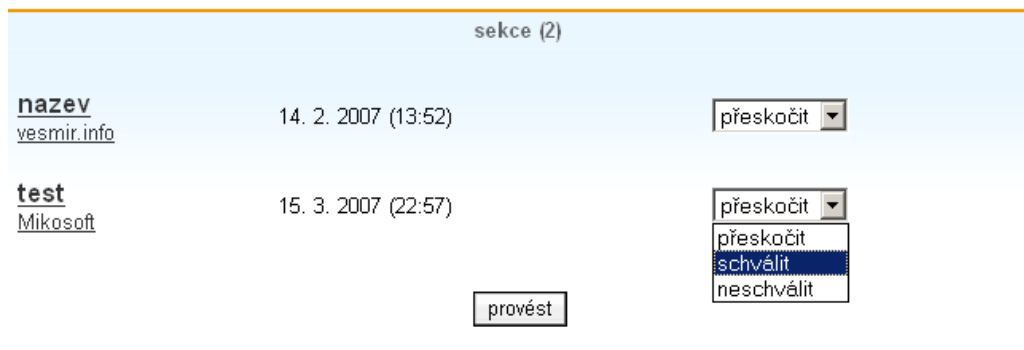 sekce (2)
nazev
vesmir.info
14. 2. 2007 (13:52)
přeskočit
test
Mikosoft
15. 3. 2007 (22:57)
přeskočit
přeskočit
schválit
neschválit
provést